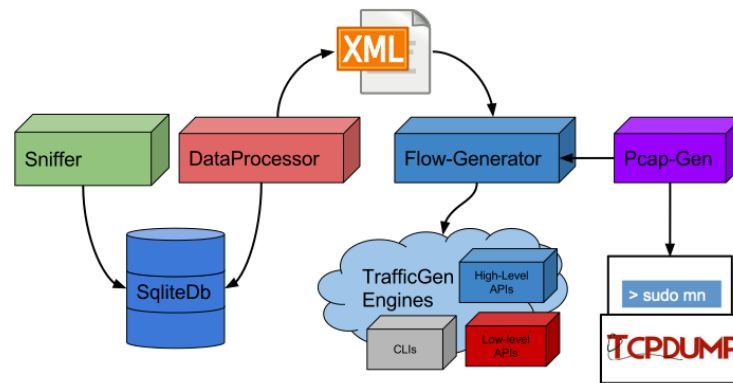 XML
Sniffer
DataProcessor
Flow-Generator
Pcap-Gen
SqliteDb
TrafficGen
Engines
High-Level
APIs
CLIs
Low-level
APIs
> sudo mn
TCPDUMP